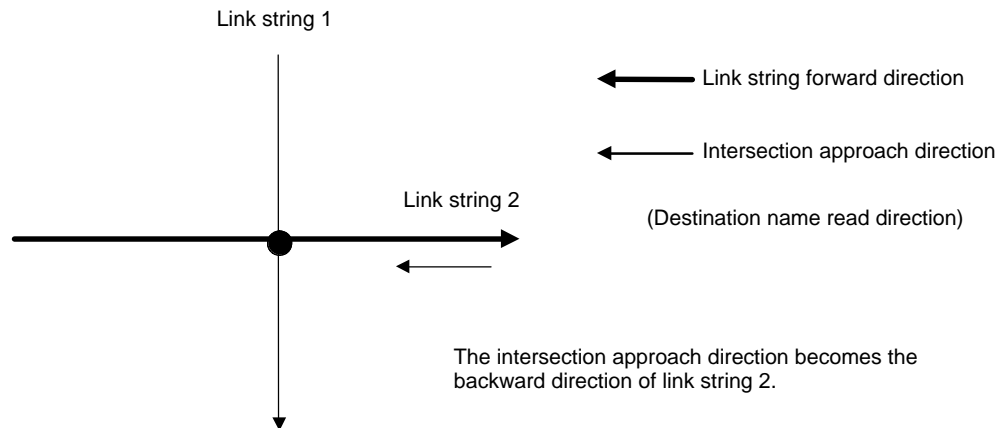 Link string 1
Link string forward direction
Intersection approach direction
Link string 2
(Destination name read direction)
The intersection approach direction becomes the
backward direction of link string 2.